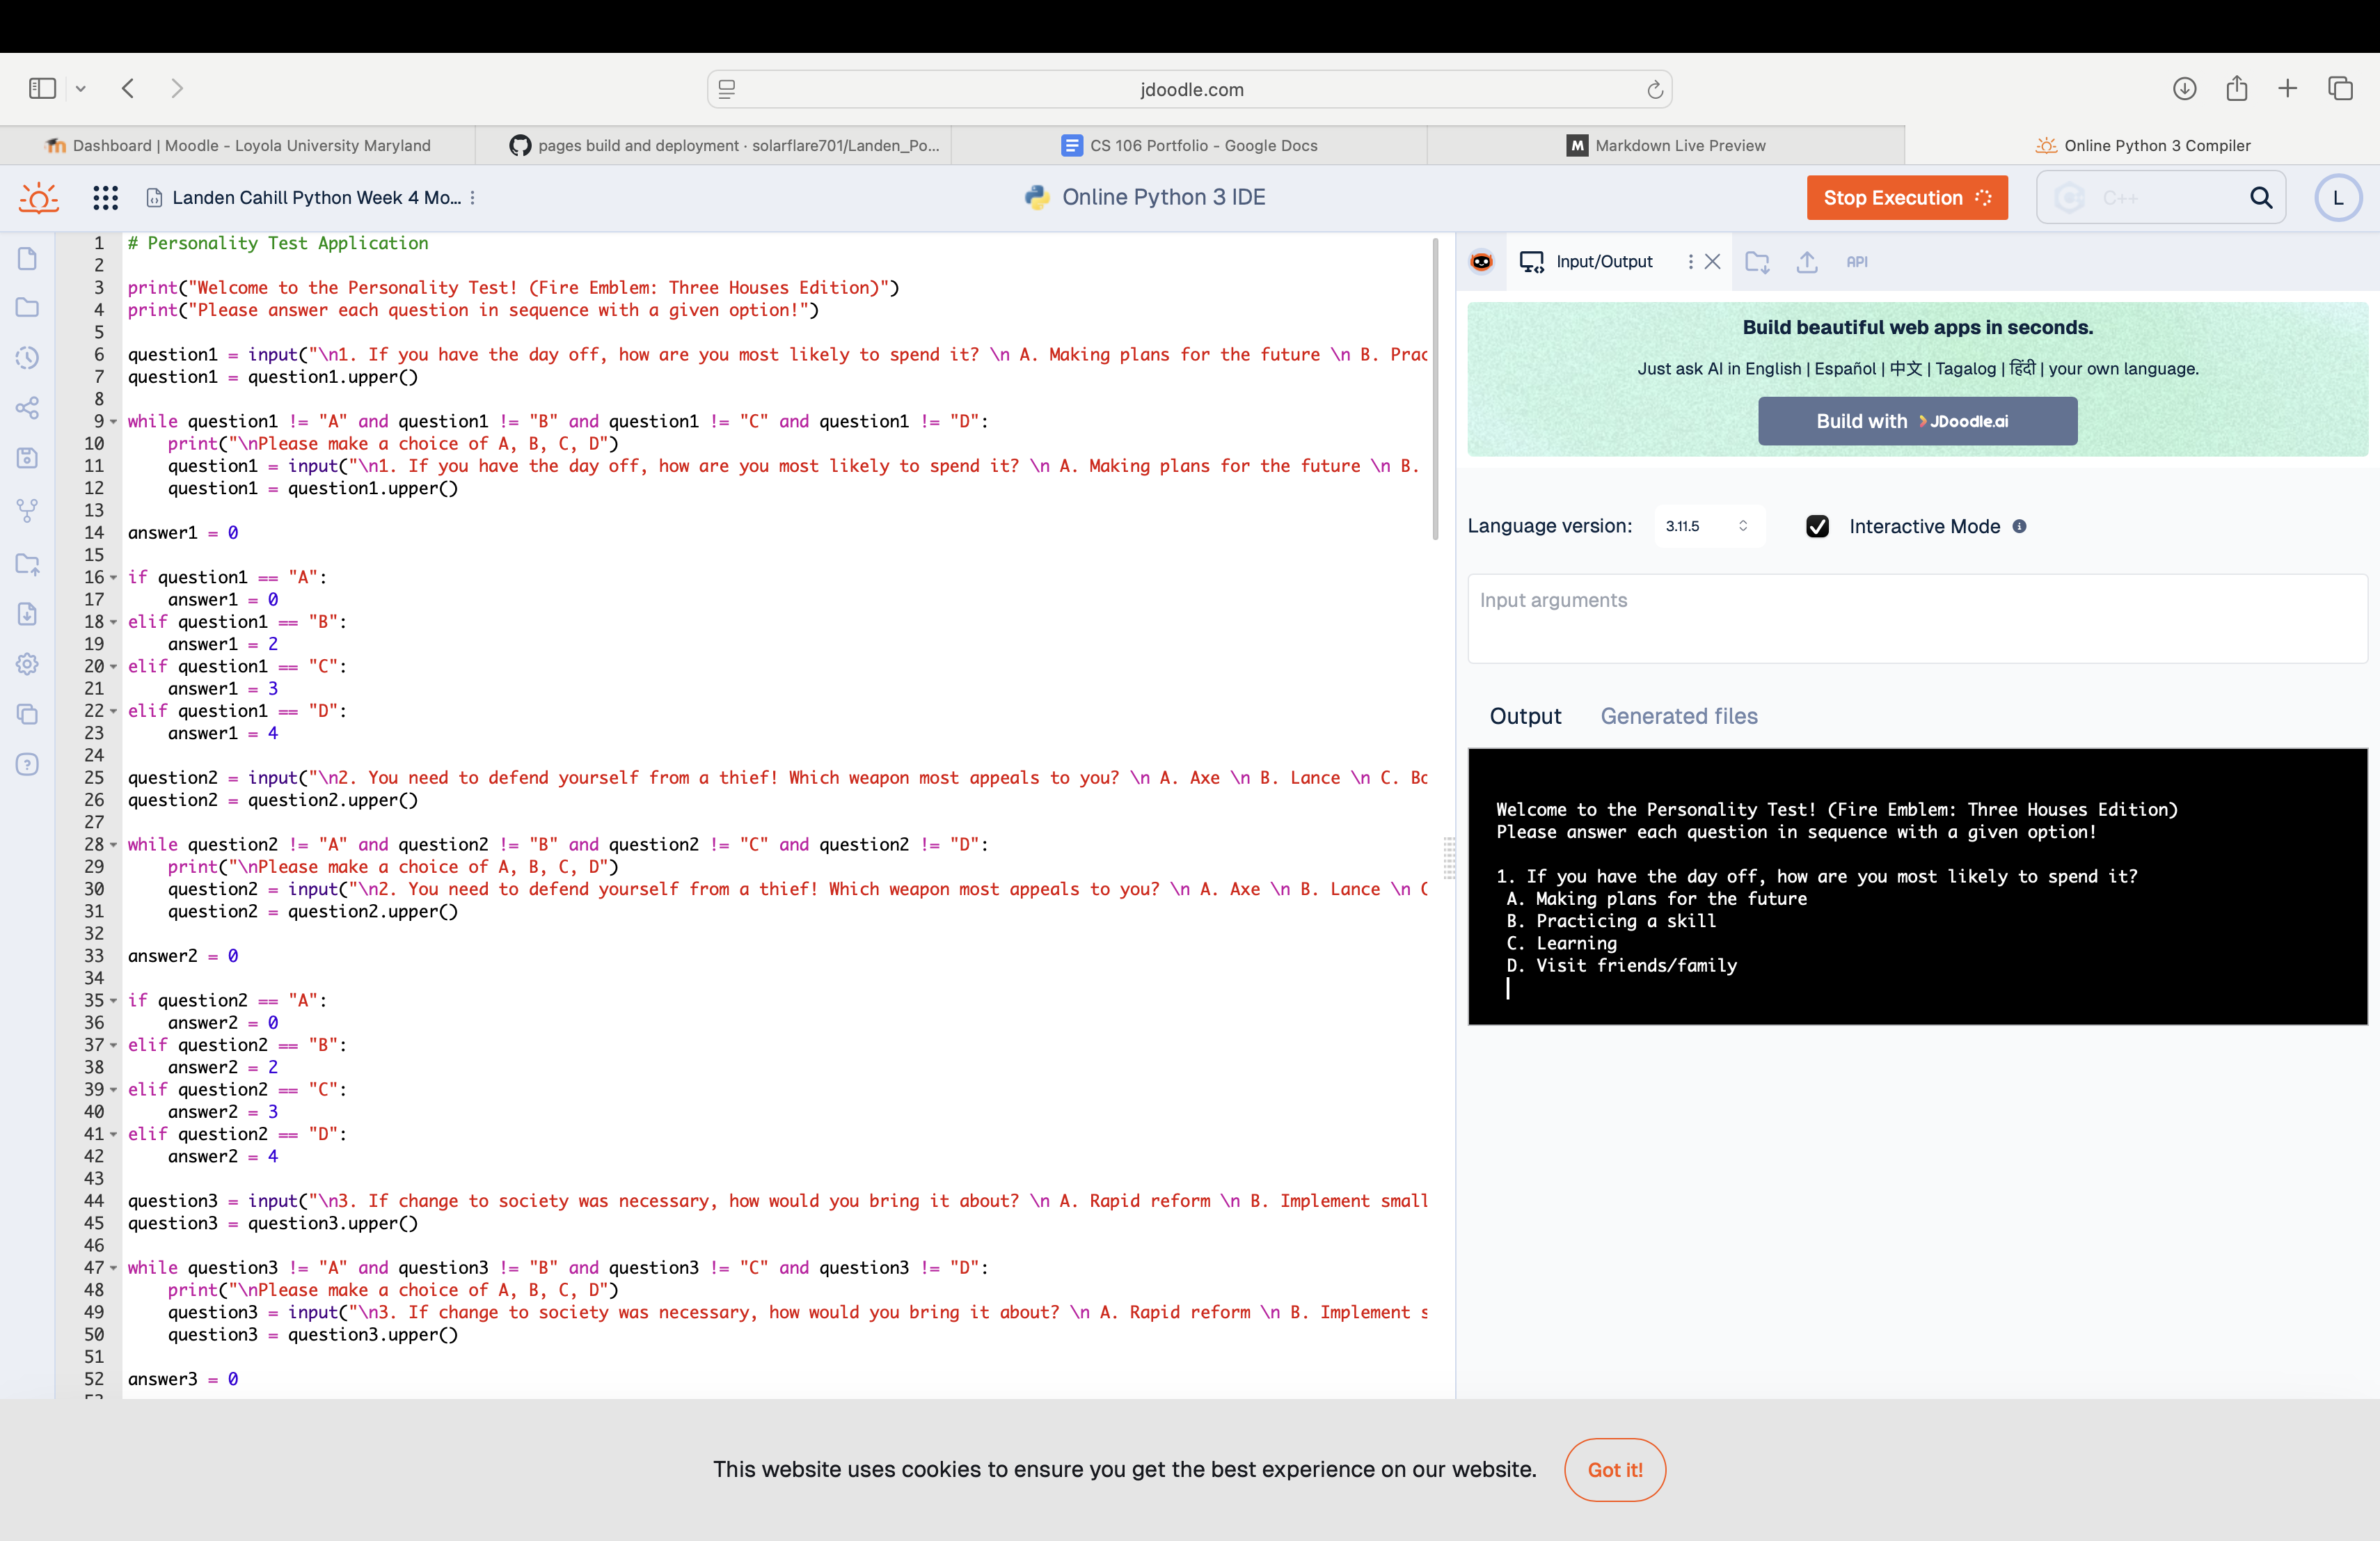 jdoodle.com
Dashboard | Moodle - Loyola University Maryland
pages build and deployment · solarflare701/Landen_Po...
CS 106 Portfolio - Google Docs
M Markdown Live Preview
Online Python 3 Compiler
Landen Cahill Python Week 4 Mo...
Online Python 3 IDE
Stop Execution
C++
L
1 # Personality Test Application
2
3 print("Welcome to the Personality Test! (Fire Emblem: Three Houses Edition)")
4 print("Please answer each question in sequence with a given option!")
5
6 question1 = input("\n1. If you have the day off, how are you most likely to spend it? \n A. Making plans for the future \n B. Prac
7 question1 = question1.upper()
8
9 while question1 != "A" and question1 != "B" and question1 != "C" and question1 != "D":
10 print("\nPlease make a choice of A, B, C, D")
11 question1 = input("\n1. If you have the day off, how are you most likely to spend it? \n A. Making plans for the future \n B.
12 question1 = question1.upper()
13
14 answer1 = 0
15
16 if question1 == "A":
17 answer1 = 0
18 elif question1 == "B":
19 answer1 = 2
20 elif question1 == "C":
21 answer1 = 3
22 elif question1 == "D":
23 answer1 = 4
24
25 question2 = input("\n2. You need to defend yourself from a thief! Which weapon most appeals to you? \n A. Axe \n B. Lance \n C. Bo
26 question2 = question2.upper()
27
28 while question2 != "A" and question2 != "B" and question2 != "C" and question2 != "D":
29 print("\nPlease make a choice of A, B, C, D")
30 question2 = input("\n2. You need to defend yourself from a thief! Which weapon most appeals to you? \n A. Axe \n B. Lance \n C
31 question2 = question2.upper()
32
33 answer2 = 0
34
35 if question2 == "A":
36 answer2 = 0
37 elif question2 == "B":
38 answer2 = 2
39 elif question2 == "C":
40 answer2 = 3
41 elif question2 == "D":
42 answer2 = 4
43
44 question3 = input("\n3. If change to society was necessary, how would you bring it about? \n A. Rapid reform \n B. Implement small
45 question3 = question3.upper()
46
47 while question3 != "A" and question3 != "B" and question3 != "C" and question3 != "D":
48 print("\nPlease make a choice of A, B, C, D")
49 question3 = input("\n3. If change to society was necessary, how would you bring it about? \n A. Rapid reform \n B. Implement s
50 question3 = question3.upper()
51
52 answer3 = 0
Input/Output
API
Build beautiful web apps in seconds.
Just ask AI in English | Español | 中文 | Tagalog | हिंदी | your own language.
Build with JDoodle.ai
Language version: 3.11.5 Interactive Mode
Input arguments
Output Generated files
Welcome to the Personality Test! (Fire Emblem: Three Houses Edition)
Please answer each question in sequence with a given option!
1. If you have the day off, how are you most likely to spend it?
A. Making plans for the future
B. Practicing a skill
C. Learning
D. Visit friends/family
This website uses cookies to ensure you get the best experience on our website.
Got it!